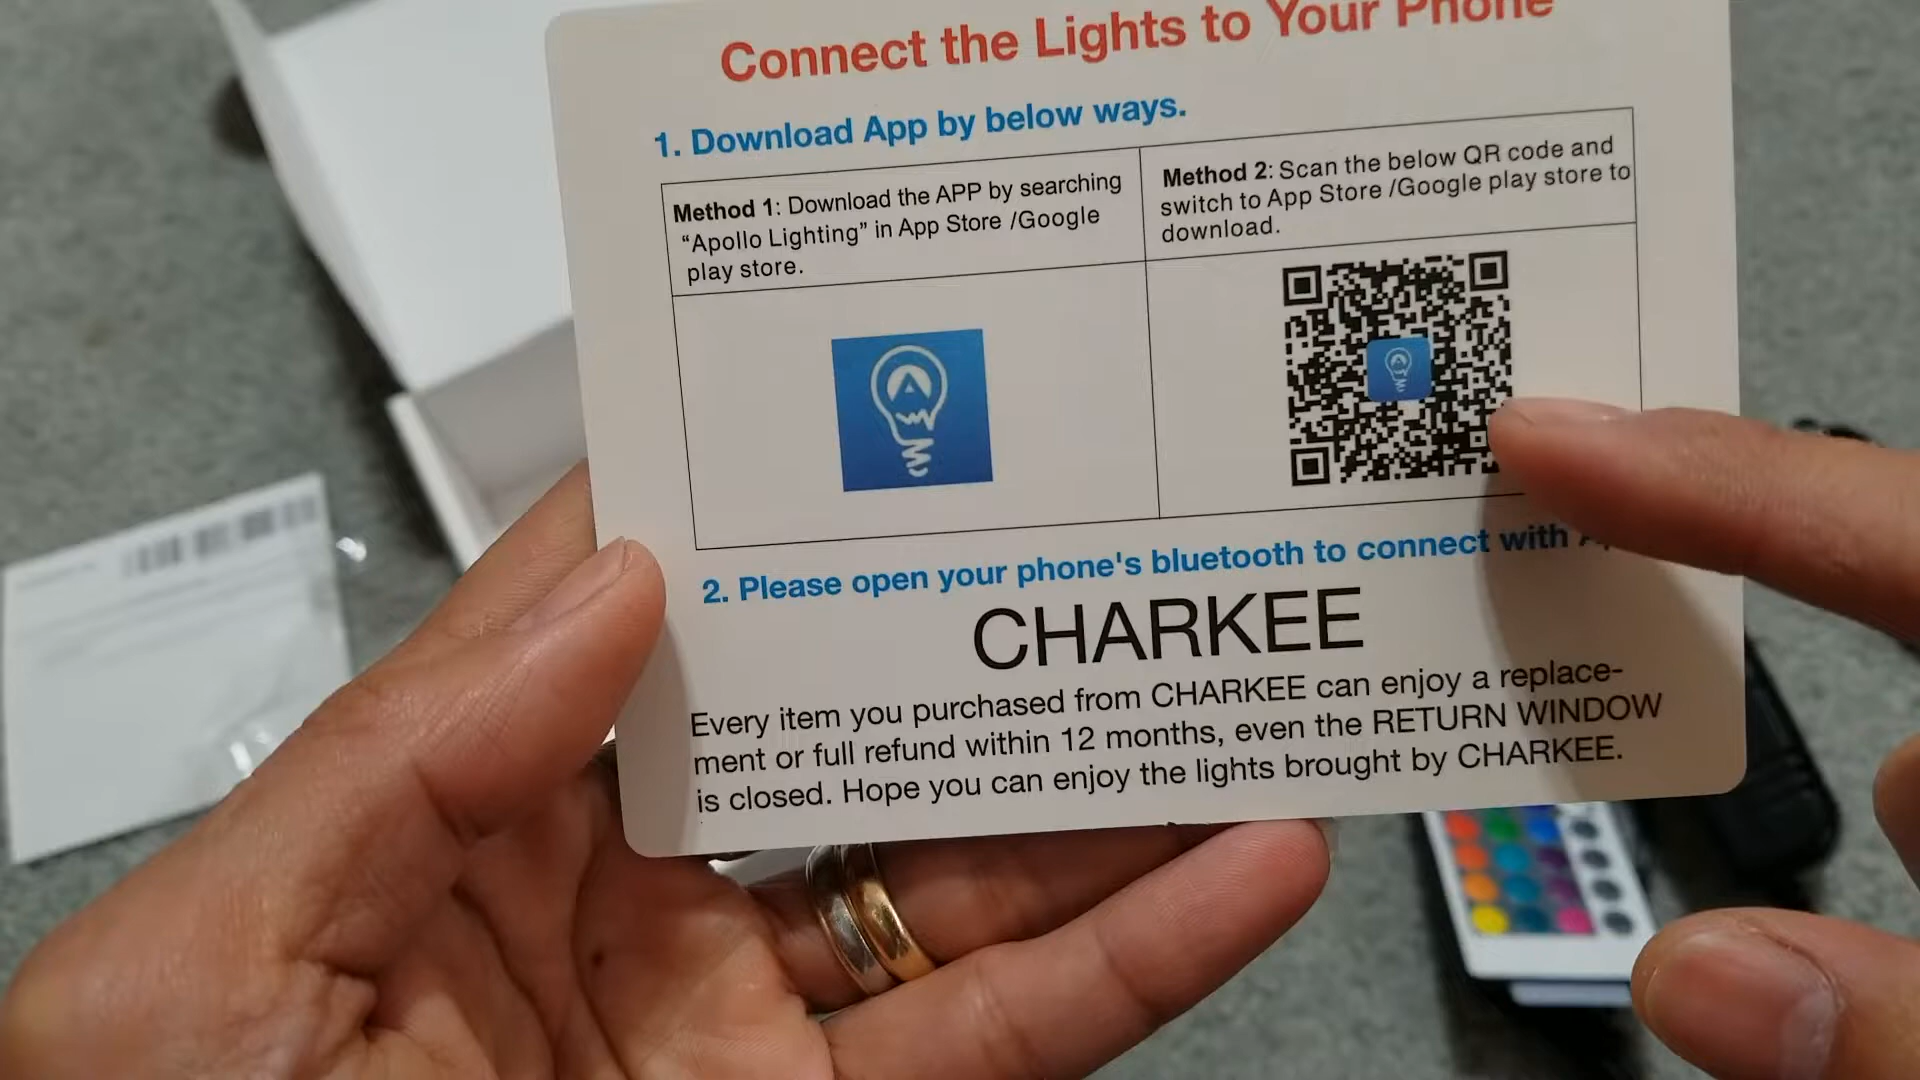 Connect the Lights to Your Phone
1. Download App by below ways.
Method 1: Download the APP by searching
“Apollo Lighting” in App Store /Google
play store.
Method 2: Scan the below QR code and
switch to App Store /Google play store to
download.
2. Please open your phone's bluetooth to connect with
CHARKEE
Every item you purchased from CHARKEE can enjoy a replace-
ment or full refund within 12 months, even the RETURN WINDOW
is closed. Hope you can enjoy the lights brought by CHARKEE.